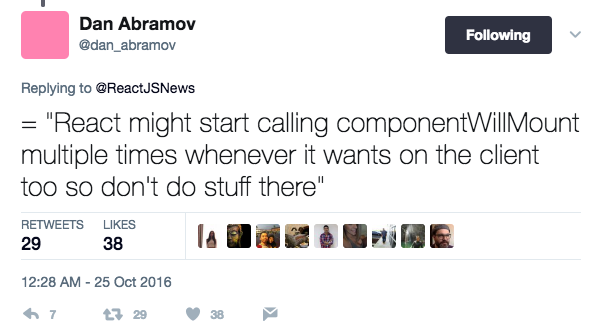 Dan Abramov
@dan_abramov
Following
Replying to @ReactJSNews
= "React might start calling componentWillMount
multiple times whenever it wants on the client
too so don't do stuff there"
RETWEETS LIKES
29 38
12:28 AM - 25 Oct 2016
7 29 38